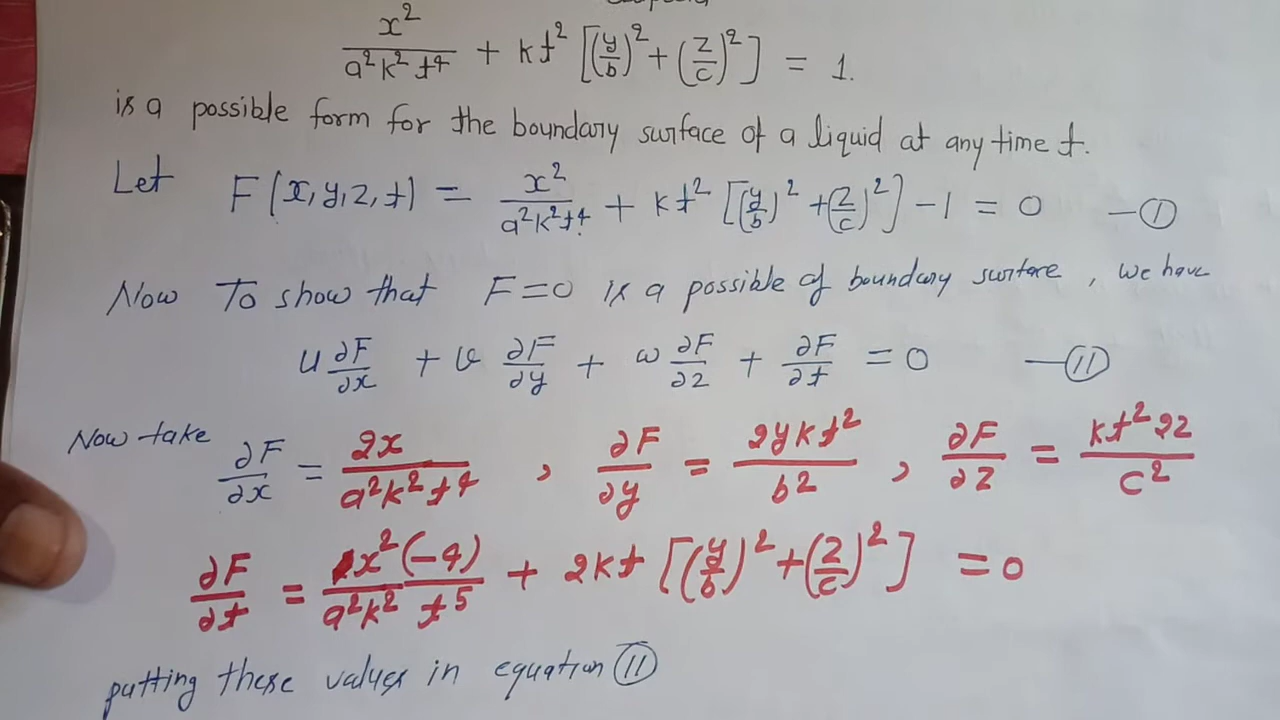 x²/a²k²t⁴ + kt² [(y/b)² + (z/c)²] = 1.
is a possible form for the boundary surface of a liquid at any time t.
Let F(x,y,z,t) = x²/a²k²t⁴ + kt² [(y/b)² + (z/c)²] - 1 = 0 — (I)
Now To show that F=0 is a possible of boundary surface, we have
u ∂F/∂x + v ∂F/∂y + w ∂F/∂z + ∂F/∂t = 0 — (II)
Now take ∂F/∂x = 2x/a²k²t⁴ , ∂F/∂y = 2ykt²/b² , ∂F/∂z = kt²2z/c²
∂F/∂t = x²(-4)/a²k² t⁵ + 2kt [(y/b)² + (z/c)²] = 0
putting these values in equation (II)